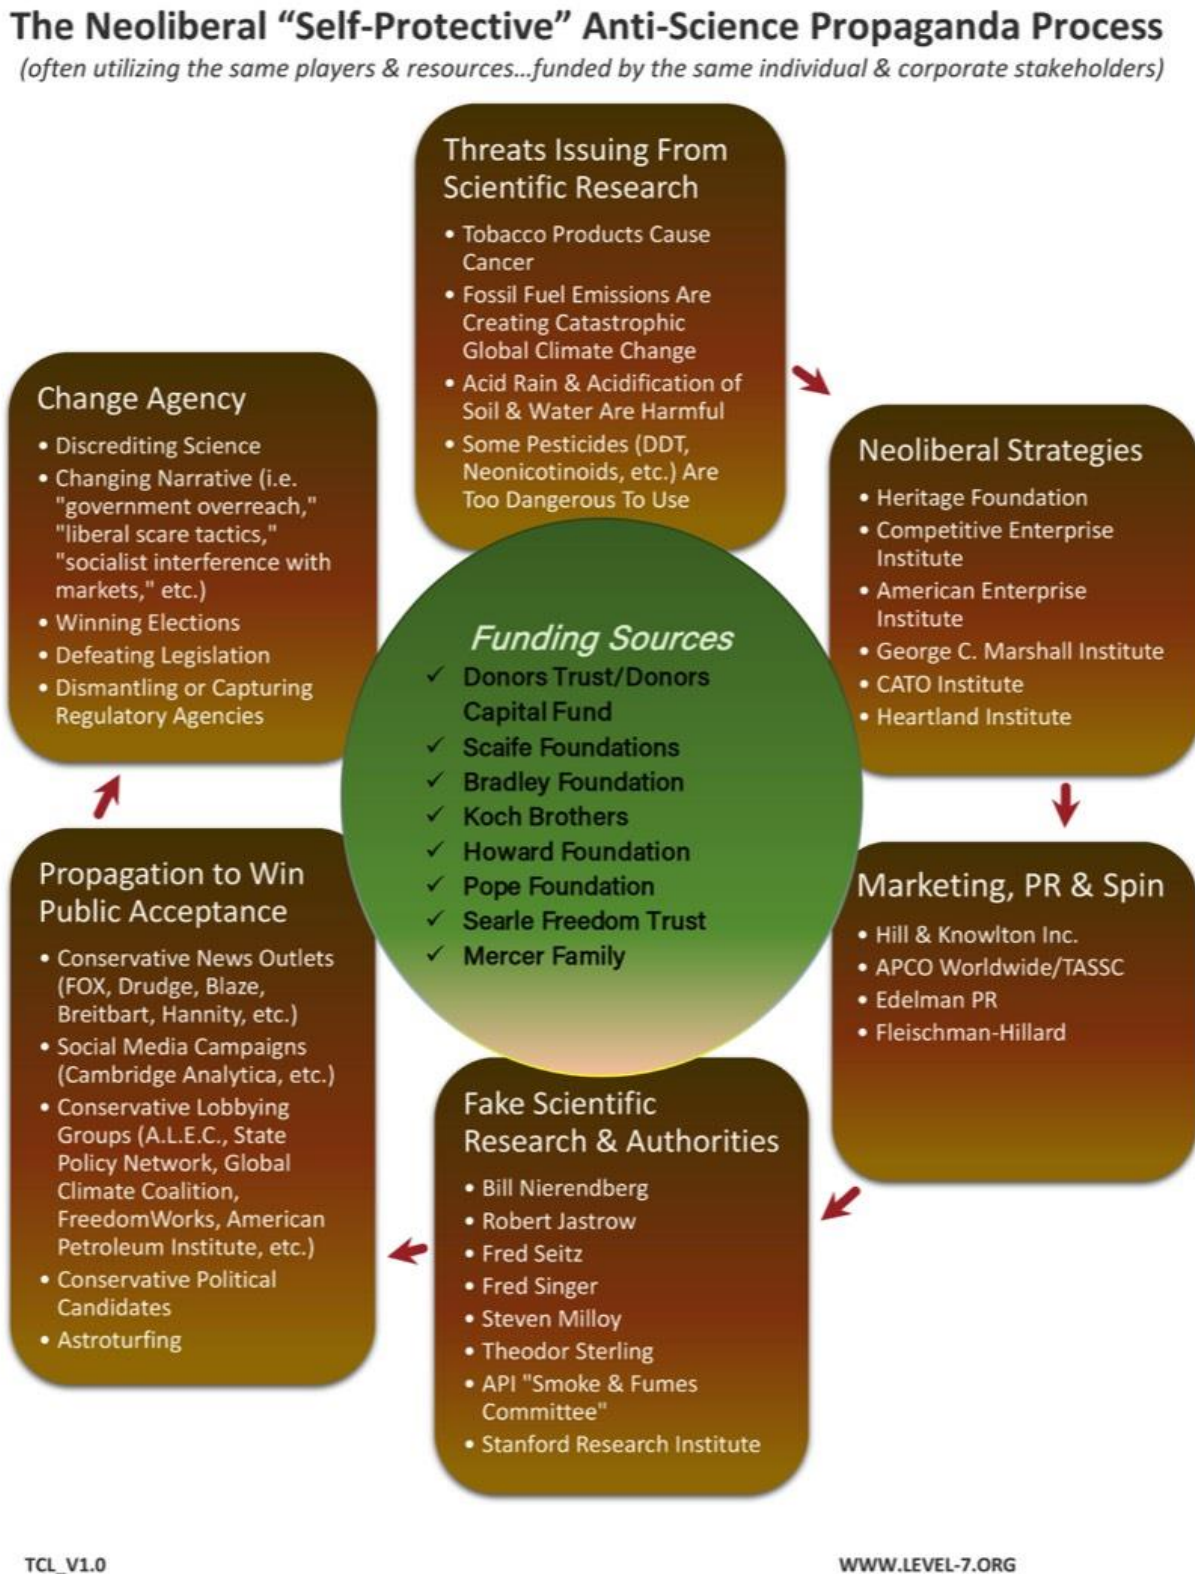 The Neoliberal “Self-Protective” Anti-Science Propaganda Process
(often utilizing the same players & resources...funded by the same individual & corporate stakeholders)
Threats Issuing From
Scientific Research
• Tobacco Products Cause
Cancer
• Fossil Fuel Emissions Are
Creating Catastrophic
Global Climate Change
• Acid Rain & Acidification of
Soil & Water Are Harmful
• Some Pesticides (DDT,
Neonicotinoids, etc.) Are
Too Dangerous To Use
Neoliberal Strategies
• Heritage Foundation
• Competitive Enterprise
Institute
• American Enterprise
Institute
• George C. Marshall Institute
• CATO Institute
• Heartland Institute
Marketing, PR & Spin
• Hill & Knowlton Inc.
• APCO Worldwide/TASSC
• Edelman PR
• Fleischman-Hillard
Fake Scientific
Research & Authorities
• Bill Nierendberg
• Robert Jastrow
• Fred Seitz
• Fred Singer
• Steven Milloy
• Theodor Sterling
• API "Smoke & Fumes
Committee"
• Stanford Research Institute
Propagation to Win
Public Acceptance
• Conservative News Outlets
(FOX, Drudge, Blaze,
Breitbart, Hannity, etc.)
• Social Media Campaigns
(Cambridge Analytica, etc.)
• Conservative Lobbying
Groups (A.L.E.C., State
Policy Network, Global
Climate Coalition,
FreedomWorks, American
Petroleum Institute, etc.)
• Conservative Political
Candidates
• Astroturfing
Change Agency
• Discrediting Science
• Changing Narrative (i.e.
"government overreach,"
"liberal scare tactics,"
"socialist interference with
markets," etc.)
• Winning Elections
• Defeating Legislation
• Dismantling or Capturing
Regulatory Agencies
Funding Sources
✓ Donors Trust/Donors
Capital Fund
✓ Scaife Foundations
✓ Bradley Foundation
✓ Koch Brothers
✓ Howard Foundation
✓ Pope Foundation
✓ Searle Freedom Trust
✓ Mercer Family
TCL_V1.0
WWW.LEVEL-7.ORG